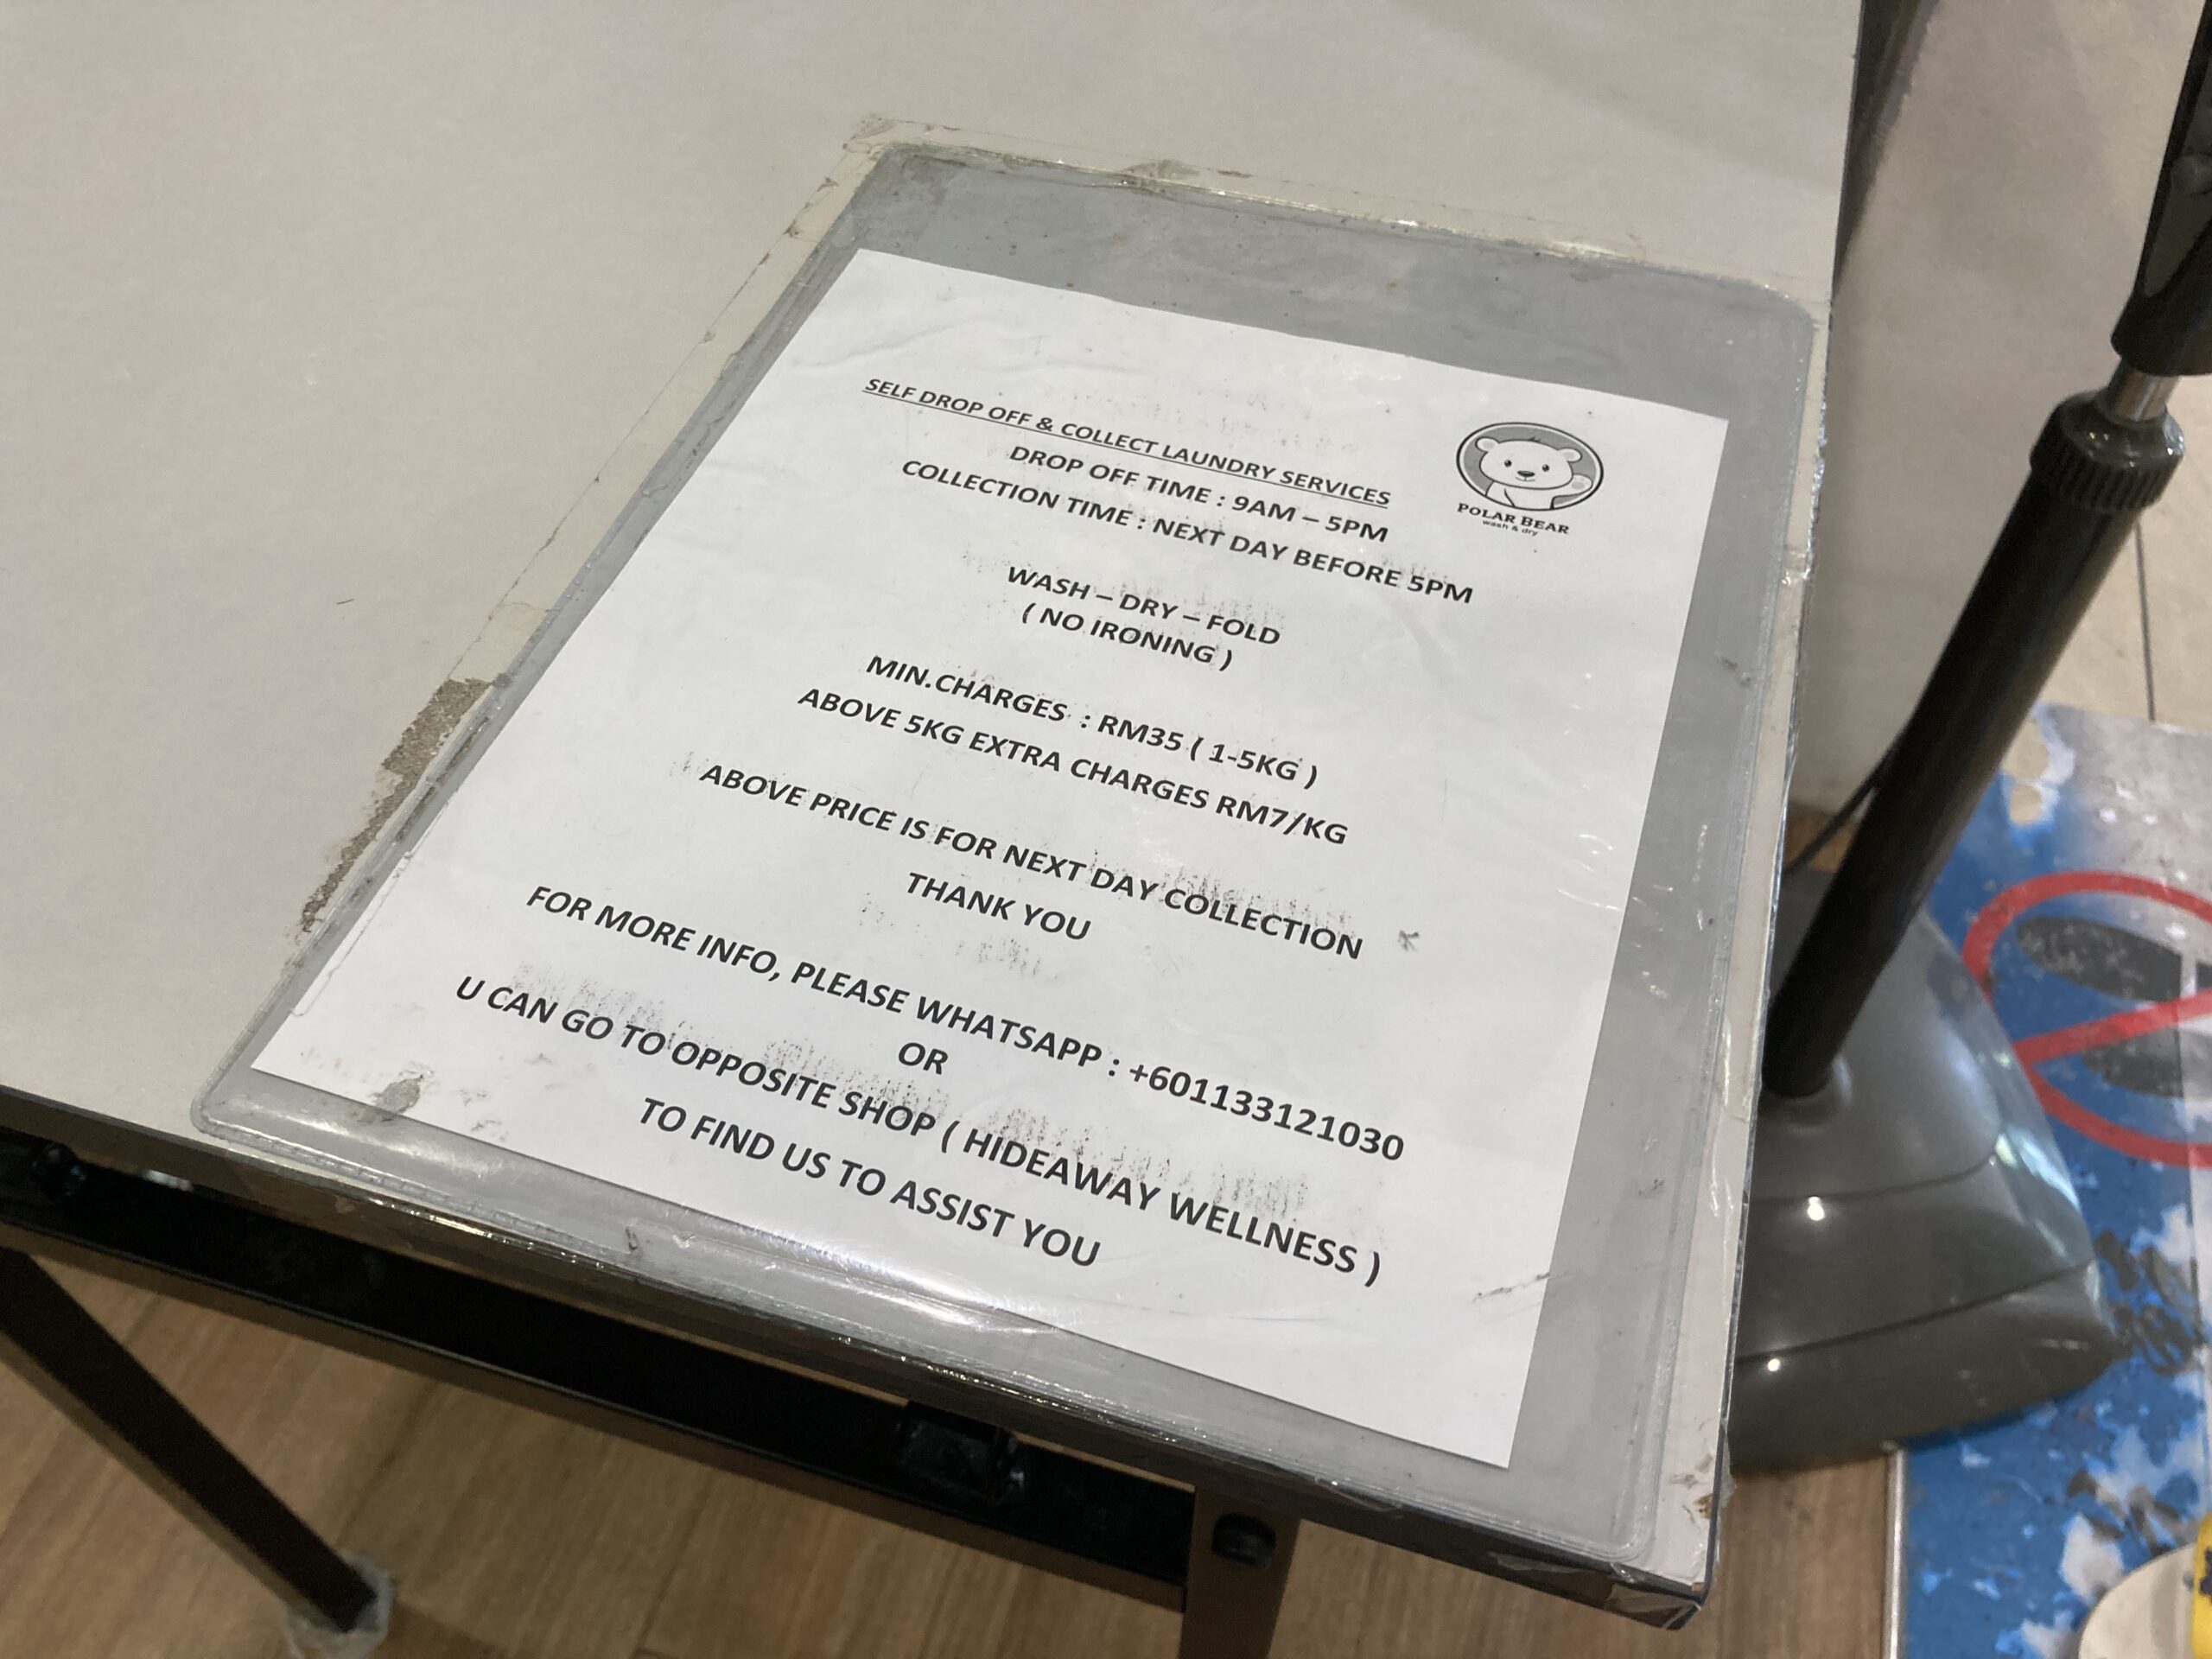 SELF DROP OFF & COLLECT LAUNDRY SERVICES
DROP OFF TIME : 9AM – 5PM
COLLECTION TIME : NEXT DAY BEFORE 5PM
POLAR BEAR
wash & dry
WASH – DRY – FOLD
( NO IRONING )
MIN.CHARGES : RM35 ( 1-5KG )
ABOVE 5KG EXTRA CHARGES RM7/KG
ABOVE PRICE IS FOR NEXT DAY COLLECTION
THANK YOU
FOR MORE INFO, PLEASE WHATSAPP : +601133121030
OR
U CAN GO TO OPPOSITE SHOP ( HIDEAWAY WELLNESS )
TO FIND US TO ASSIST YOU